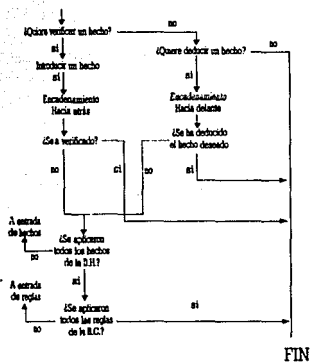 ¿Quiere verificar un hecho?
no
sí
¿Quiere deducir un hecho?
no
Introducir un hecho
sí
sí
Encadenamiento
Hacia atrás
Encadenamiento
Hacia delante
¿Se a verificado?
¿Se ha deducido
el hecho deseado
no
sí
no
sí
A entrada
de hechos
no
¿Se aplicaron
todos los hechos
de la B.H.?
sí
A entrada
de reglas
no
¿Se aplicaron
todas las reglas
de la B.C.?
sí
FIN